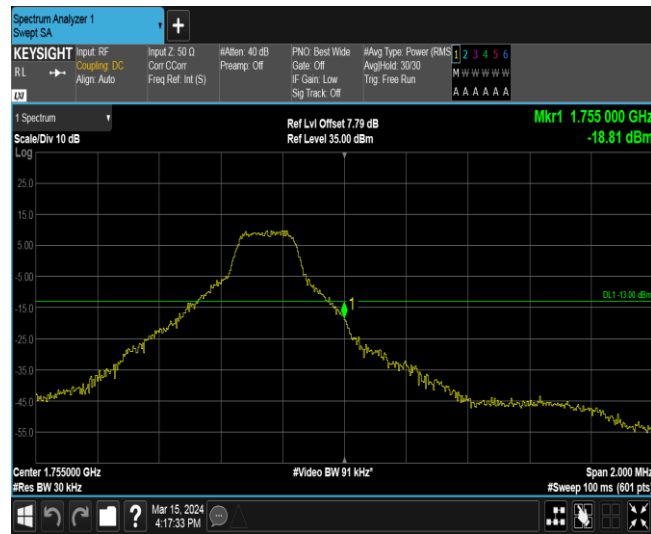 Spectrum Analyzer 1
Swept SA
+
KEYSIGHT
RL
LXI
Input: RF
Coupling: DC
Align: Auto
Input Z: 50 Ω
Corr CCorr
Freq Ref: Int (S)
#Atten: 40 dB
Preamp: Off
PNO: Best Wide
Gate: Off
IF Gain: Low
Sig Track: Off
#Avg Type: Power (RMS
Avg|Hold: 30/30
Trig: Free Run
1 2 3 4 5 6
M W W W W W
A A A A A A
1 Spectrum
Scale/Div 10 dB
Log
Ref Lvl Offset 7.79 dB
Ref Level 35.00 dBm
Mkr1 1.755 000 GHz
-18.81 dBm
25.0
15.0
5.00
-5.00
-15.0
-25.0
-35.0
-45.0
-55.0
DL1 -13.00 dBm
1
Center 1.755000 GHz
#Res BW 30 kHz
#Video BW 91 kHz*
Span 2.000 MHz
#Sweep 100 ms (601 pts)
?
Mar 15, 2024
4:17:33 PM